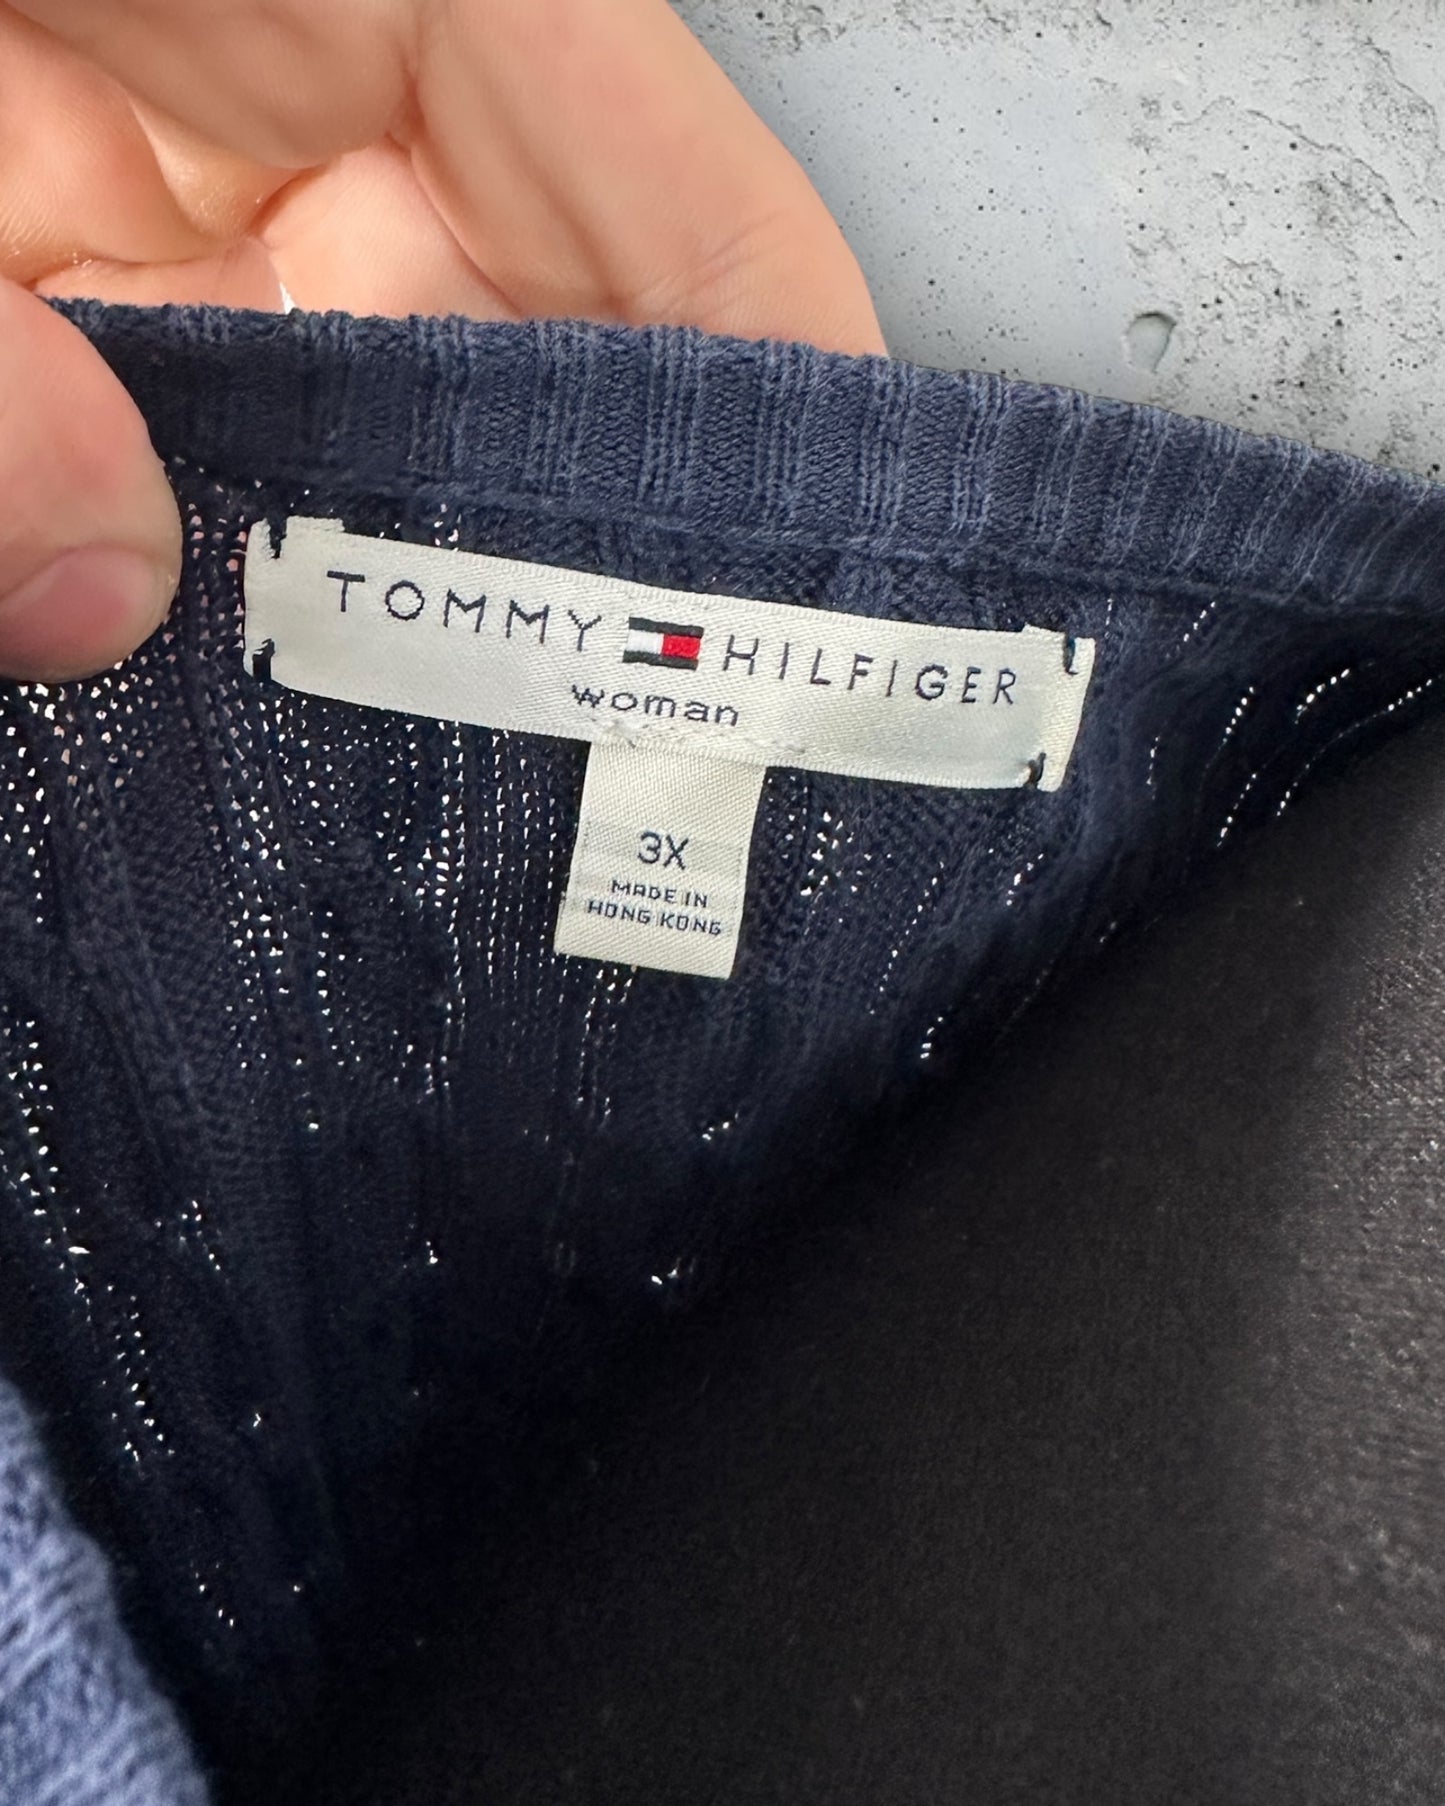 TOMMY HILFIGER
woman
3X
MADE IN
HONG KONG